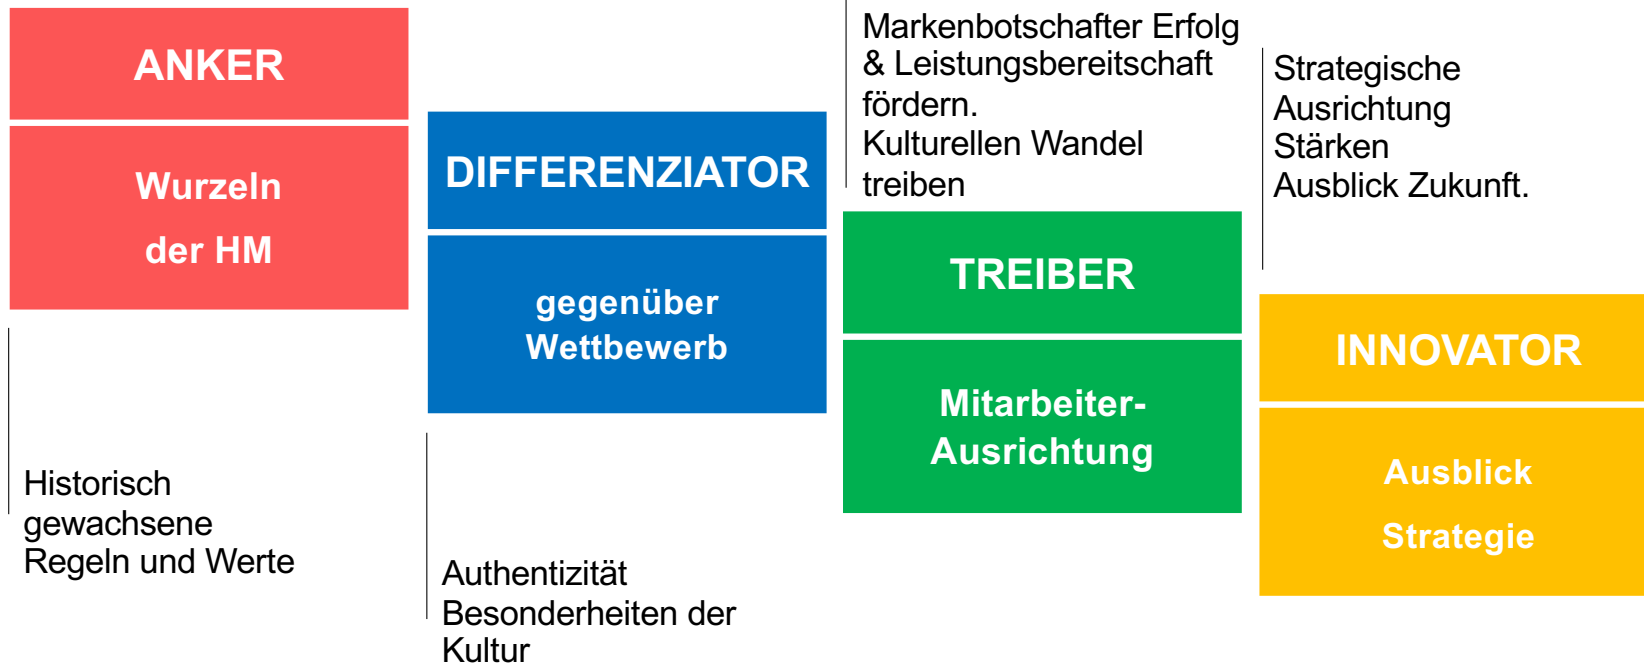 ANKER
Wurzeln
der HM
Historisch
gewachsene
Regeln und Werte
DIFFERENZIATOR
gegenüber
Wettbewerb
Authentizität
Besonderheiten der
Kultur
Markenbotschafter Erfolg
& Leistungsbereitschaft
fördern.
Kulturellen Wandel
treiben
TREIBER
Mitarbeiter-
Ausrichtung
Strategische
Ausrichtung
Stärken
Ausblick Zukunft.
INNOVATOR
Ausblick
Strategie